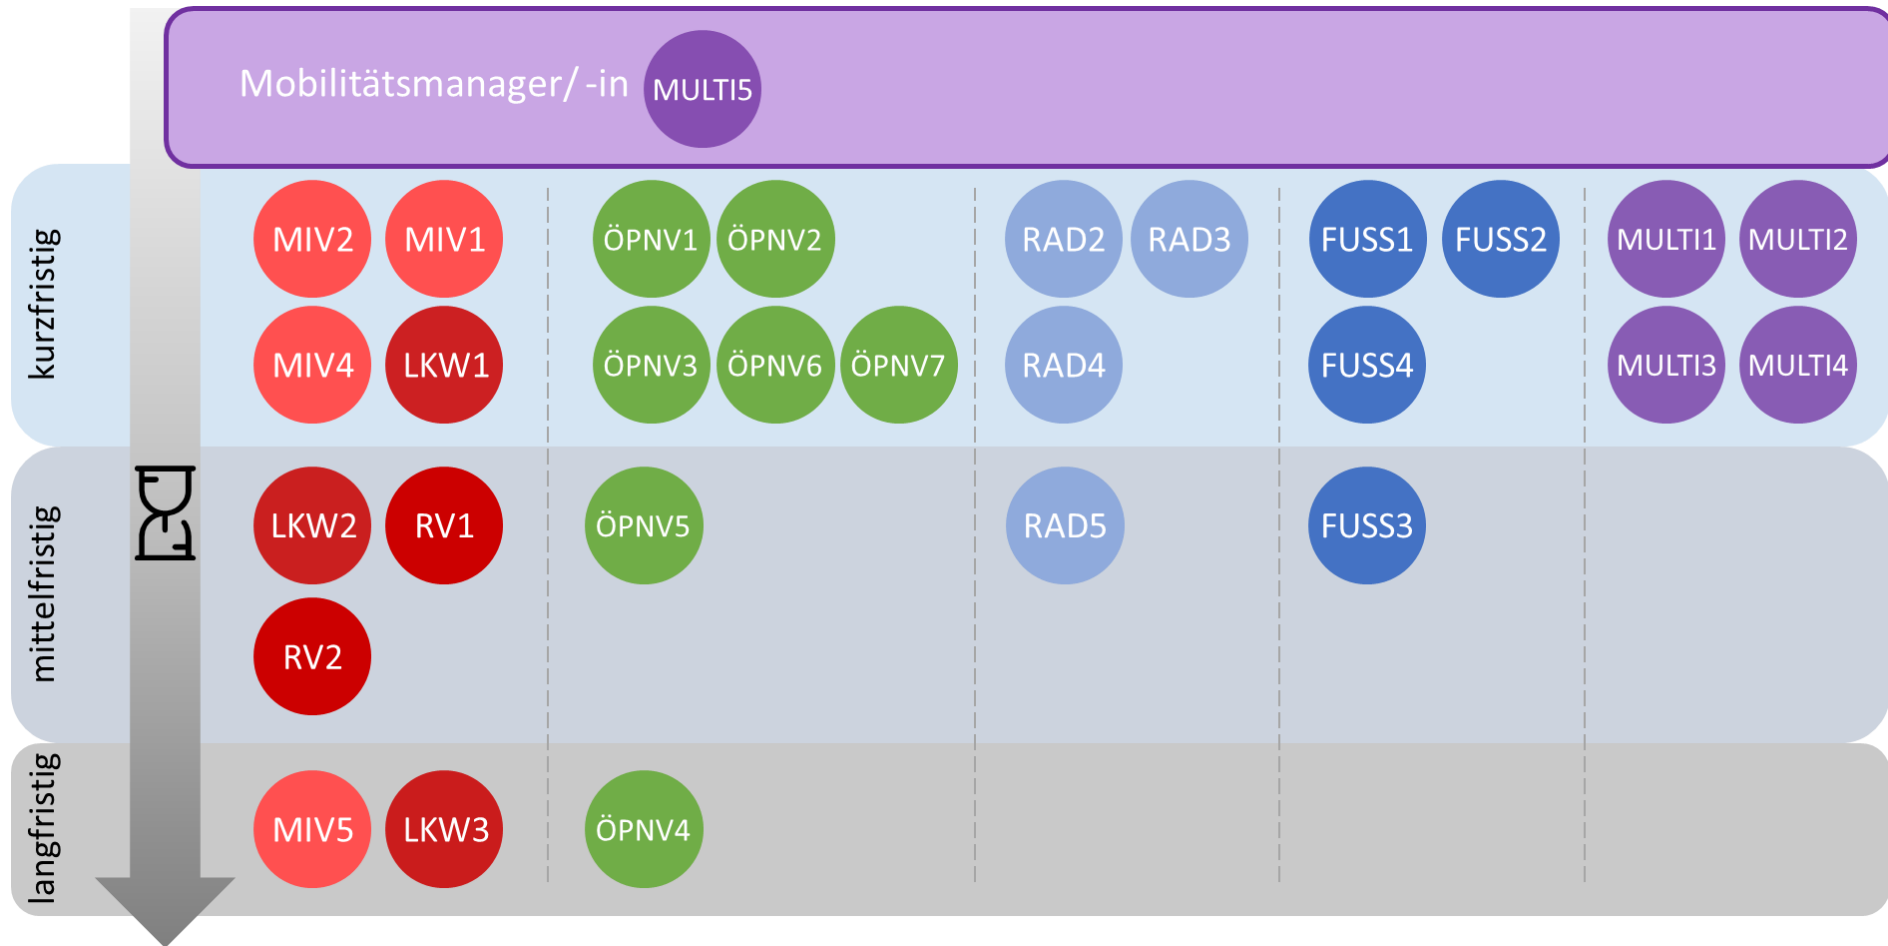 Mobilitätsmanager/ -in MULTI5
kurzfristig
MIV2 MIV1 ÖPNV1 ÖPNV2 RAD2 RAD3 FUSS1 FUSS2 MULTI1 MULTI2
MIV4 LKW1 ÖPNV3 ÖPNV6 ÖPNV7 RAD4 FUSS4 MULTI3 MULTI4
mittelfristig
LKW2 RV1 ÖPNV5 RAD5 FUSS3
RV2
langfristig
MIV5 LKW3 ÖPNV4